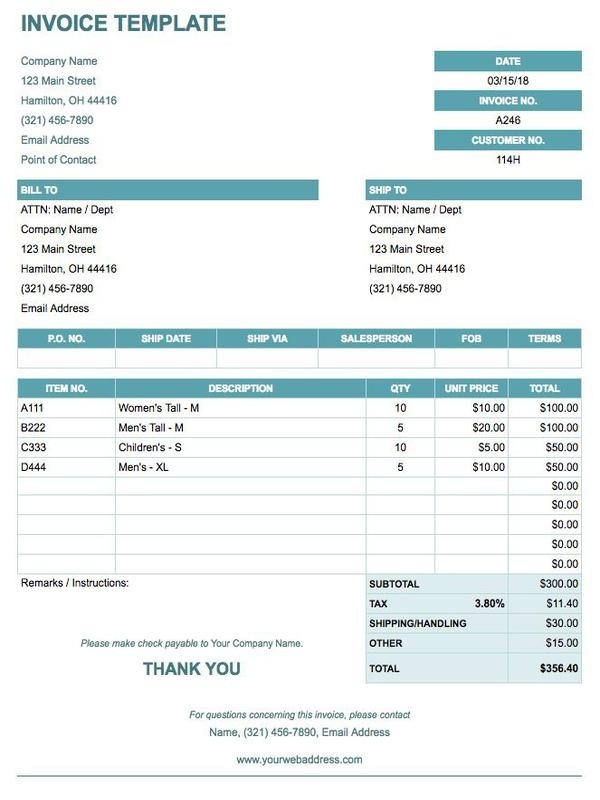 INVOICE TEMPLATE
Company Name
123 Main Street
Hamilton, OH 44416
(321) 456-7890
Email Address
Point of Contact
DATE
03/15/18
INVOICE NO.
A246
CUSTOMER NO.
114H
BILL TO
ATTN: Name / Dept
Company Name
123 Main Street
Hamilton, OH 44416
(321) 456-7890
Email Address
SHIP TO
ATTN: Name / Dept
Company Name
123 Main Street
Hamilton, OH 44416
(321) 456-7890
P.O. NO. SHIP DATE SHIP VIA SALESPERSON FOB TERMS
ITEM NO. DESCRIPTION QTY UNIT PRICE TOTAL
A111 Women's Tall - M 10 $10.00 $100.00
B222 Men's Tall - M 5 $20.00 $100.00
C333 Children's - S 10 $5.00 $50.00
D444 Men's - XL 5 $10.00 $50.00
$0.00
$0.00
$0.00
$0.00
$0.00
Remarks / Instructions:
SUBTOTAL $300.00
TAX 3.80% $11.40
SHIPPING/HANDLING $30.00
OTHER $15.00
TOTAL $356.40
Please make check payable to Your Company Name.
THANK YOU
For questions concerning this invoice, please contact
Name, (321) 456-7890, Email Address
www.yourwebaddress.com